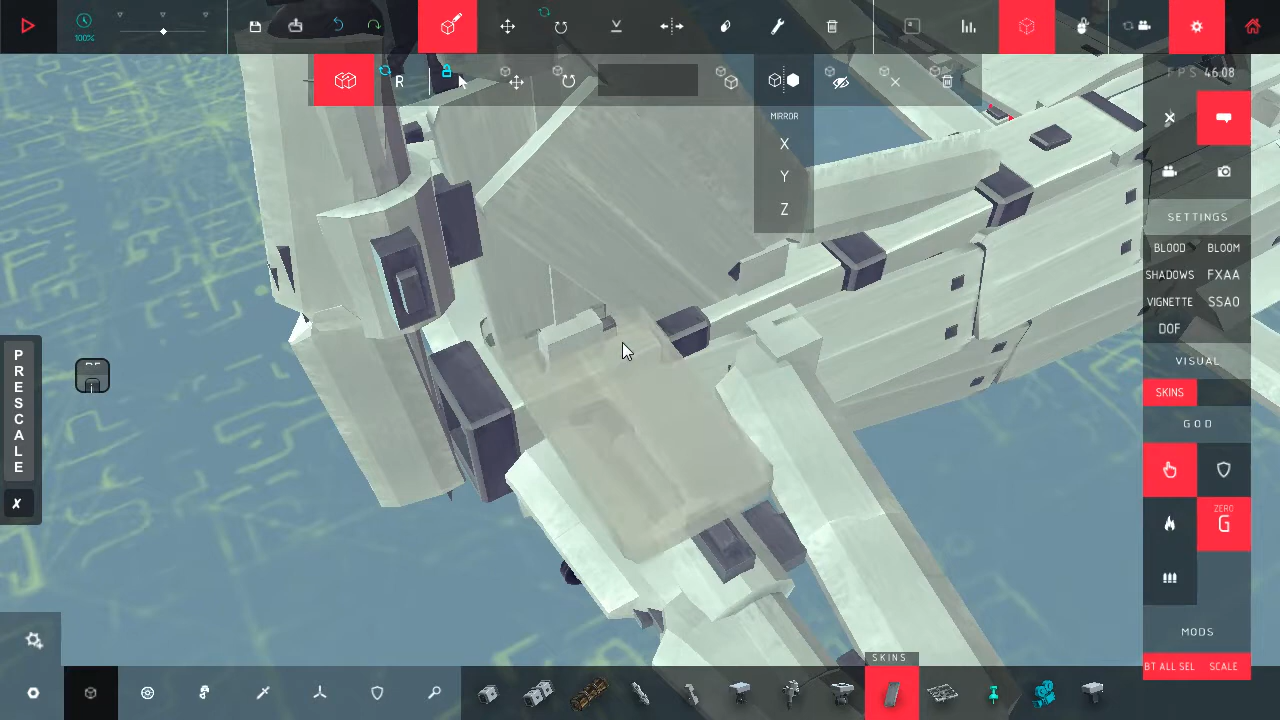 100%
R
FPS 46.08
MIRROR
X
Y
Z
SETTINGS
BLOOD BLOOM
SHADOWS FXAA
VIGNETTE SSAO
DOF
VISUAL
SKINS
GOD
ZERO
G
MODS
BT ALL SEL SCALE
PRESCALE
✗
SKINS